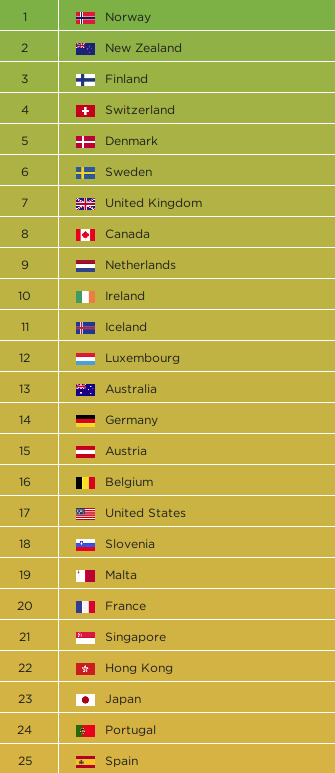 1 Norway
2 New Zealand
3 Finland
4 Switzerland
5 Denmark
6 Sweden
7 United Kingdom
8 Canada
9 Netherlands
10 Ireland
11 Iceland
12 Luxembourg
13 Australia
14 Germany
15 Austria
16 Belgium
17 United States
18 Slovenia
19 Malta
20 France
21 Singapore
22 Hong Kong
23 Japan
24 Portugal
25 Spain